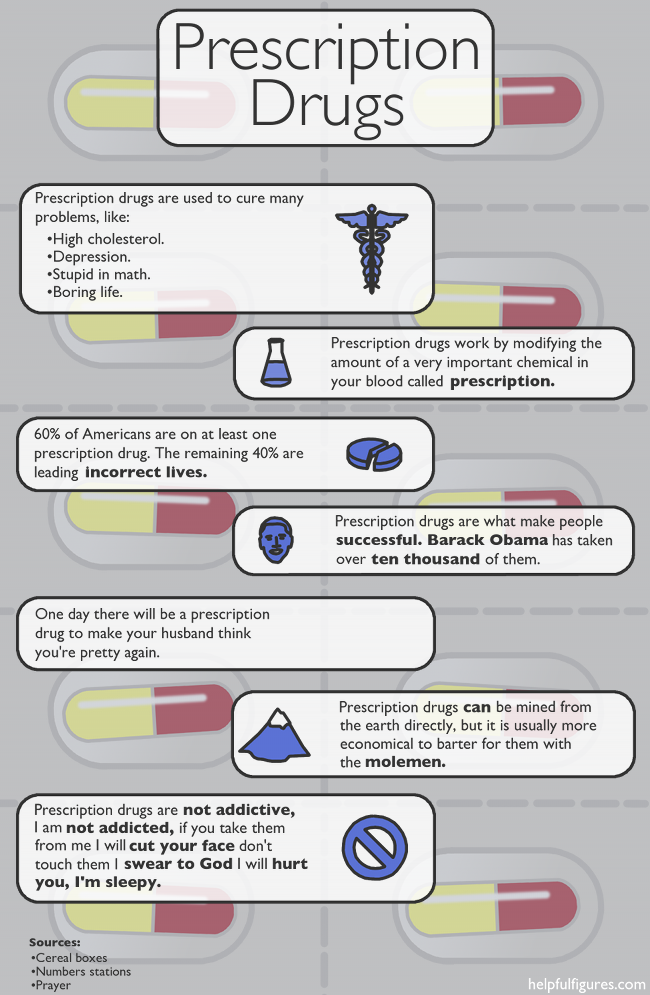 Prescription
Drugs
Prescription drugs are used to cure many
problems, like:
•High cholesterol.
•Depression.
•Stupid in math.
•Boring life.
Prescription drugs work by modifying the
amount of a very important chemical in
your blood called prescription.
60% of Americans are on at least one
prescription drug. The remaining 40% are
leading incorrect lives.
Prescription drugs are what make people
successful. Barack Obama has taken
over ten thousand of them.
One day there will be a prescription
drug to make your husband think
you're pretty again.
Prescription drugs can be mined from
the earth directly, but it is usually more
economical to barter for them with
the molemen.
Prescription drugs are not addictive,
I am not addicted, if you take them
from me I will cut your face don't
touch them I swear to God I will hurt
you, I'm sleepy.
Sources:
•Cereal boxes
•Numbers stations
•Prayer
helpfulfigures.com